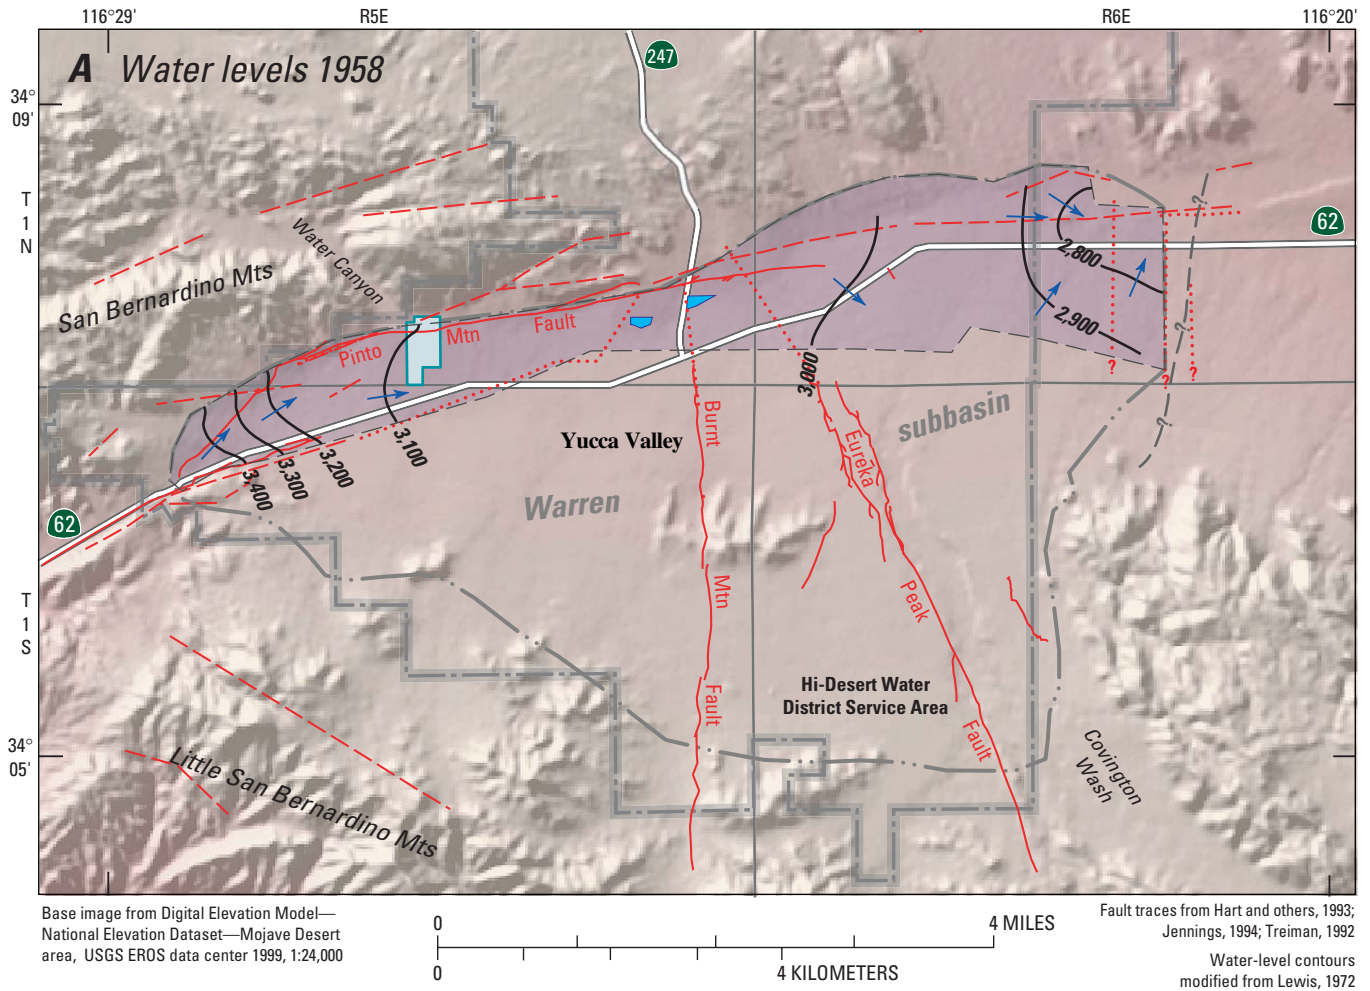 116°29'
R5E
R6E
116°20'
A Water levels 1958
247
34°
09'
T
1
N
62
Water Canyon
San Bernardino Mts
2,800
2,900
Pinto
Mtn
Fault
3,000
3,100
3,200
3,300
3,400
subbasin
Yucca Valley
Burnt
Eureka
Warren
62
T
1
S
Mtn
Peak
Fault
Hi-Desert Water
District Service Area
Fault
Covington
Wash
34°
05'
Little San Bernardino Mts
?
?
?
?
?
?
Base image from Digital Elevation Model—
National Elevation Dataset—Mojave Desert
area, USGS EROS data center 1999, 1:24,000
0
4 MILES
0
4 KILOMETERS
Fault traces from Hart and others, 1993;
Jennings, 1994; Treiman, 1992
Water-level contours
modified from Lewis, 1972